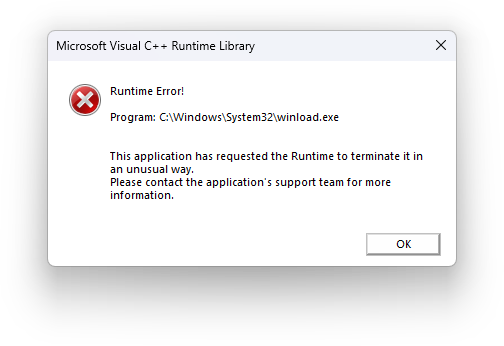 Microsoft Visual C++ Runtime Library
Runtime Error!
Program: C:\Windows\System32\winload.exe
This application has requested the Runtime to terminate it in
an unusual way.
Please contact the application's support team for more
information.
OK